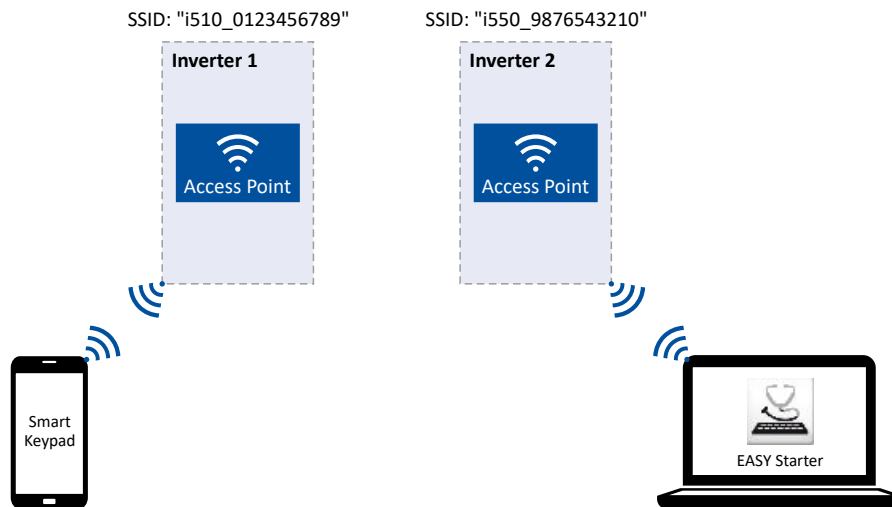 SSID: "i510_0123456789"
SSID: "i550_9876543210"
Inverter 1
Inverter 2
Access Point
Access Point
Smart
Keypad
EASY Starter